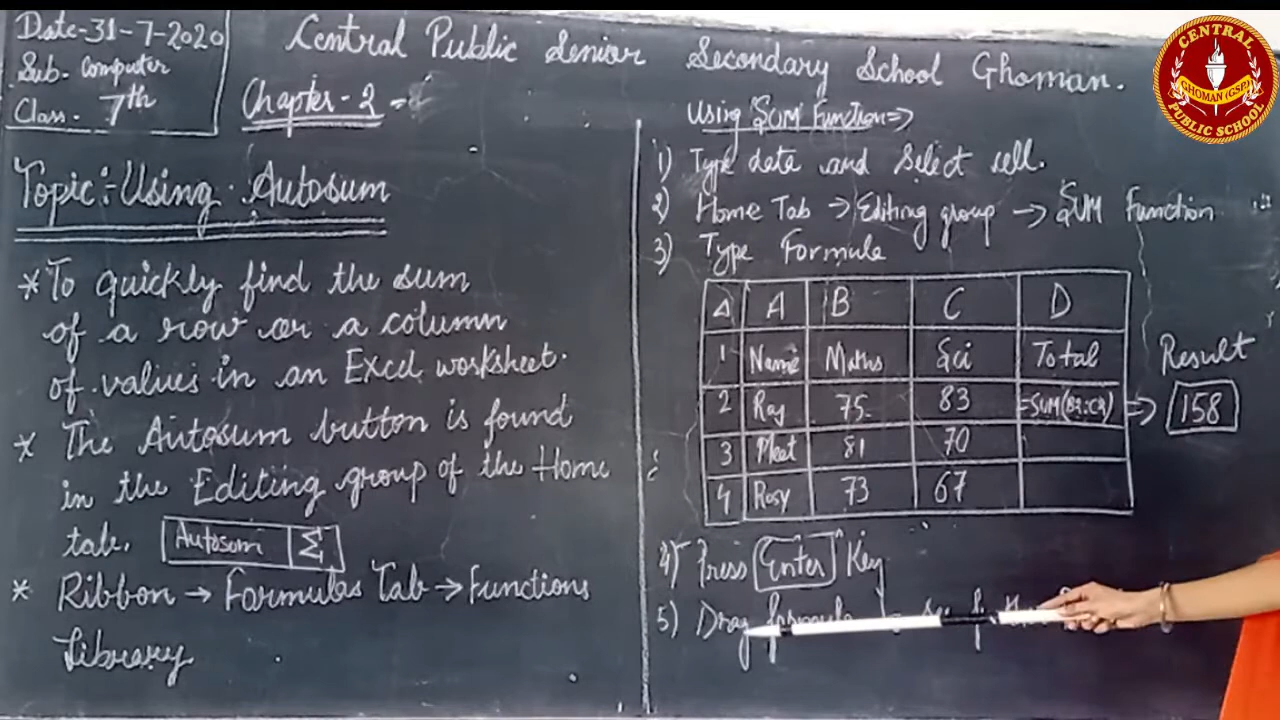 Date-31-7-2020
Sub. Computer
Class. 7th
Central Public Senior Secondary School Ghoman.
Chapter-2
Topic:-Using Autosum
* To quickly find the sum
of a row or a column
of values in an Excel worksheet.
* The Autosum button is found
in the Editing group of the Home
tab. Autosum Σ
* Ribbon → Formulas Tab → Functions
Library
Using SUM Function ⇒
1) Type data and Select cell.
2) Home Tab → Editing group → SUM Function
3) Type Formula
A B C D
1 Name Maths Sci Total
2 Raj 75 83 =SUM(B2:C2) ⇒ 158
Result
3 Meet 81 70
4 Rosy 73 67
4) Press Enter Key
5) Drag formula
CENTRAL
GHOMAN (GSP.)
PUBLIC SCHOOL